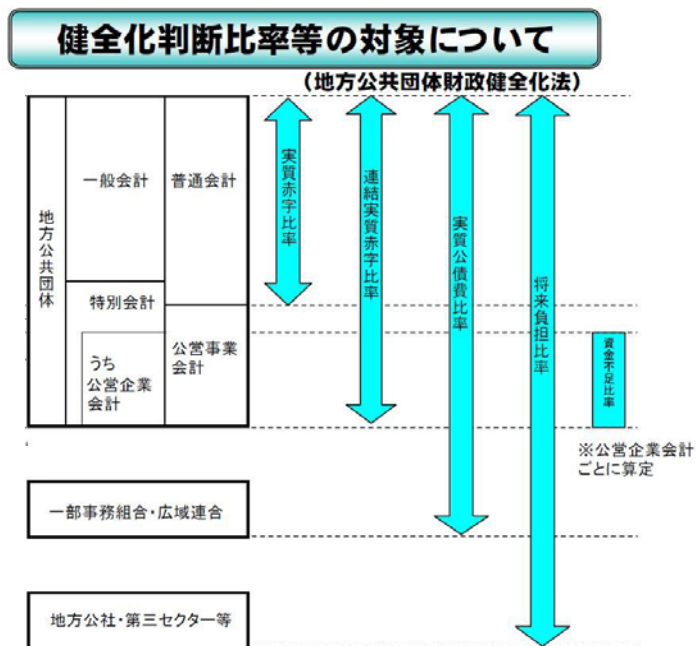 健全化判断比率等の対象について
（地方公共団体財政健全化法）
地方公共団体
一般会計
普通会計
特別会計
うち
公営企業
会計
公営事業
会計
実質赤字比率
連結実質赤字比率
実質公債費比率
将来負担比率
資金不足比率
※公営企業会計
ごとに算定
一部事務組合・広域連合
地方公社・第三セクター等